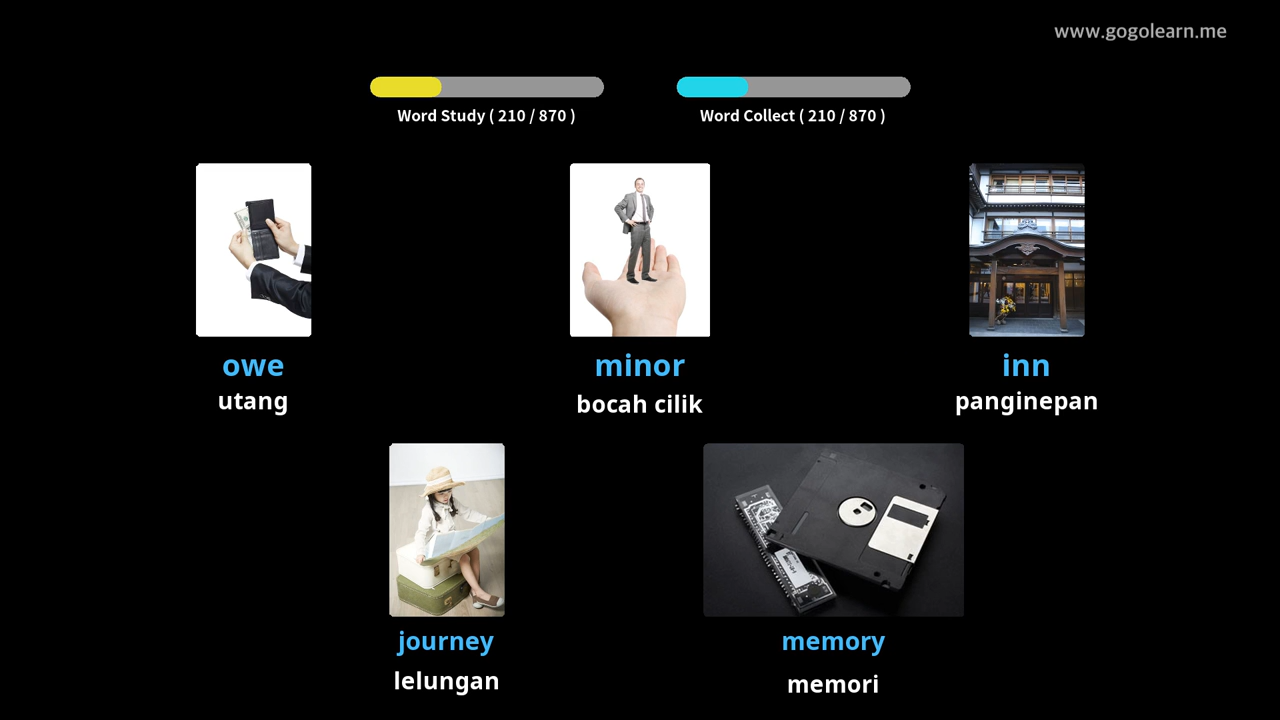 www.gogolearn.me
Word Study ( 210 / 870 )
Word Collect ( 210 / 870 )
owe
utang
minor
bocah cilik
inn
panginepan
journey
lelungan
memory
memori